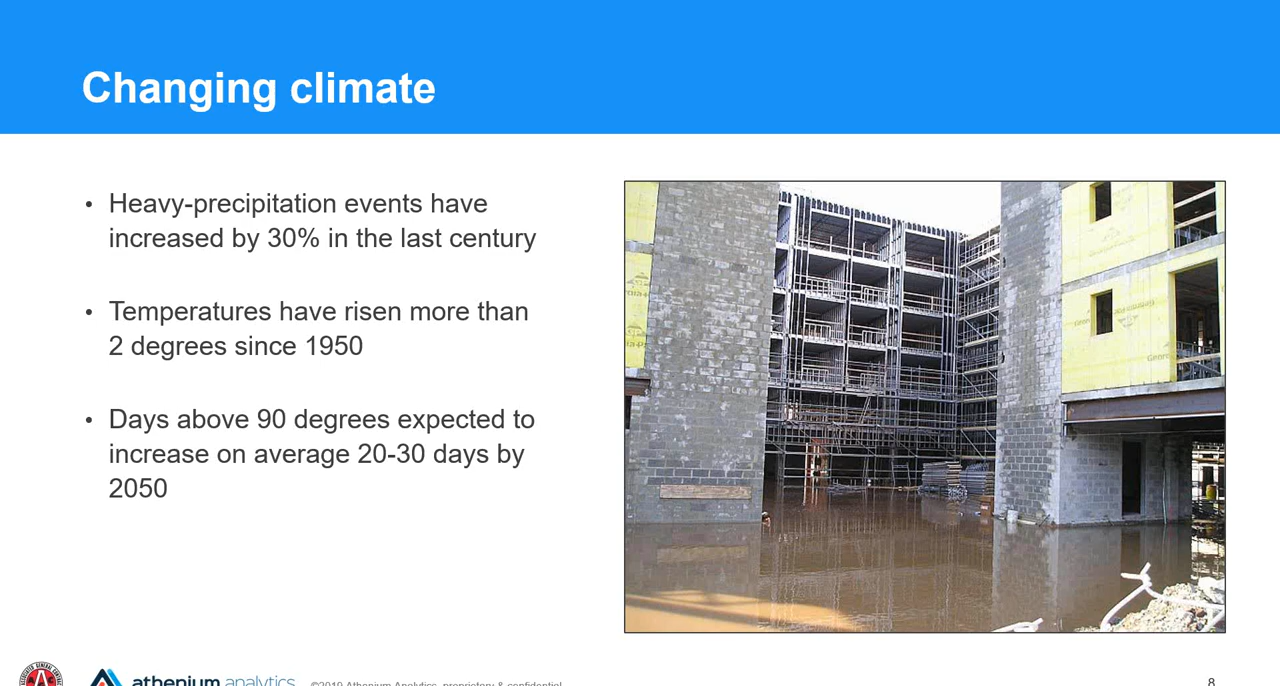 Changing climate
• Heavy-precipitation events have
increased by 30% in the last century
• Temperatures have risen more than
2 degrees since 1950
• Days above 90 degrees expected to
increase on average 20-30 days by
2050
athenium analytics
©2019 Athenium Analytics, proprietary & confidential
8